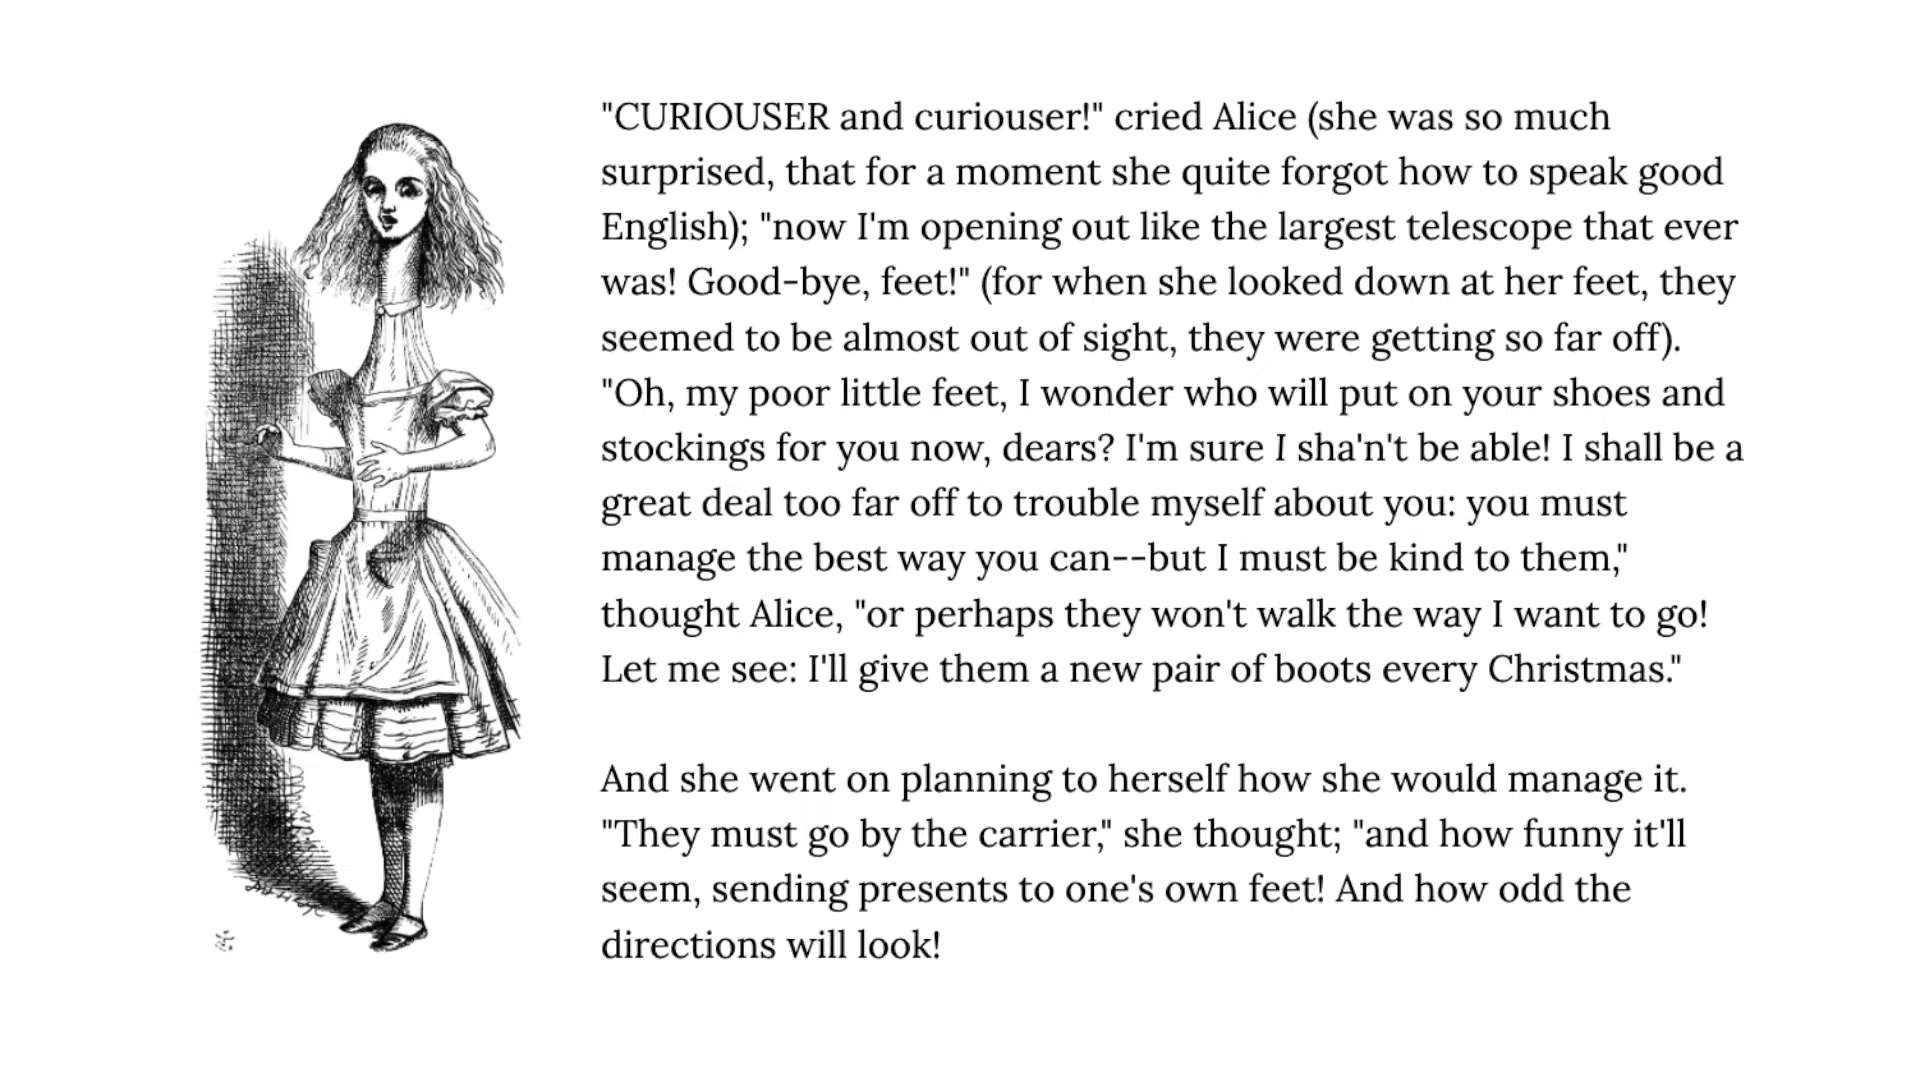 "CURIOUSER and curiouser!" cried Alice (she was so much
surprised, that for a moment she quite forgot how to speak good
English); "now I'm opening out like the largest telescope that ever
was! Good-bye, feet!" (for when she looked down at her feet, they
seemed to be almost out of sight, they were getting so far off).
"Oh, my poor little feet, I wonder who will put on your shoes and
stockings for you now, dears? I'm sure I sha'n't be able! I shall be a
great deal too far off to trouble myself about you: you must
manage the best way you can--but I must be kind to them,"
thought Alice, "or perhaps they won't walk the way I want to go!
Let me see: I'll give them a new pair of boots every Christmas."
And she went on planning to herself how she would manage it.
"They must go by the carrier," she thought; "and how funny it'll
seem, sending presents to one's own feet! And how odd the
directions will look!